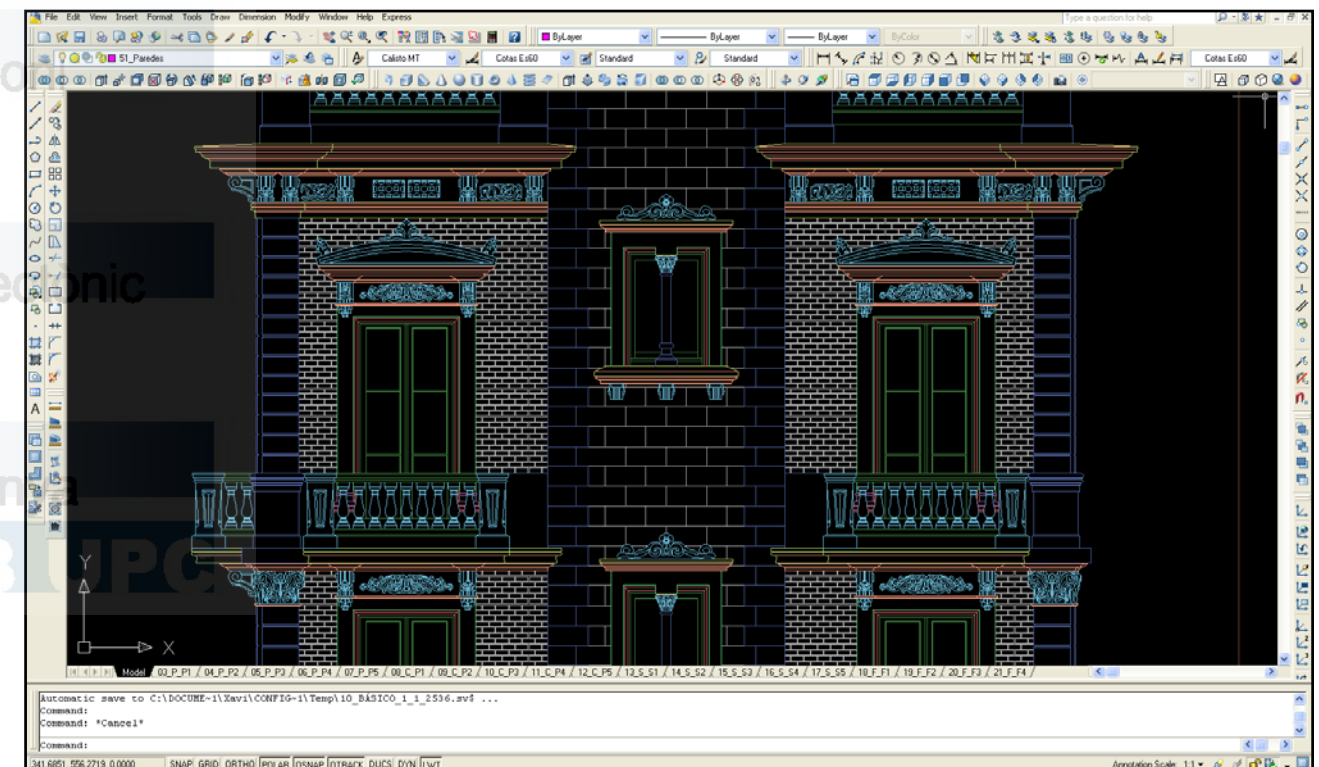 File Edit View Insert Format Tools Draw Dimension Modify Window Help Express
Type a question for help
ByLayer ByLayer ByLayer ByColor
51_Paredes Calisto MT Cotas Es60 Standard Standard Cotas Es60
ònic
UPC
Y
X
Model 03_P_P1 04_P_P2 05_P_P3 06_P_P4 07_P_P5 08_C_P1 09_C_P2 10_C_P3 11_C_P4 12_C_P5 13_S_S1 14_S_S2 15_S_S3 16_S_S4 17_S_S5 18_F_F1 19_F_F2 20_F_F3 21_F_F4
Automatic save to C:\DOCUME~1\Xavi\CONFIG~1\Temp\10_BÁSICO_1_1_2536.sv$ ...
Command:
Command: *Cancel*
Command:
341.6851, 556.2719, 0.0000 SNAP GRID ORTHO POLAR OSNAP OTRACK DUCS DYN LWT Annotation Scale: 1:1